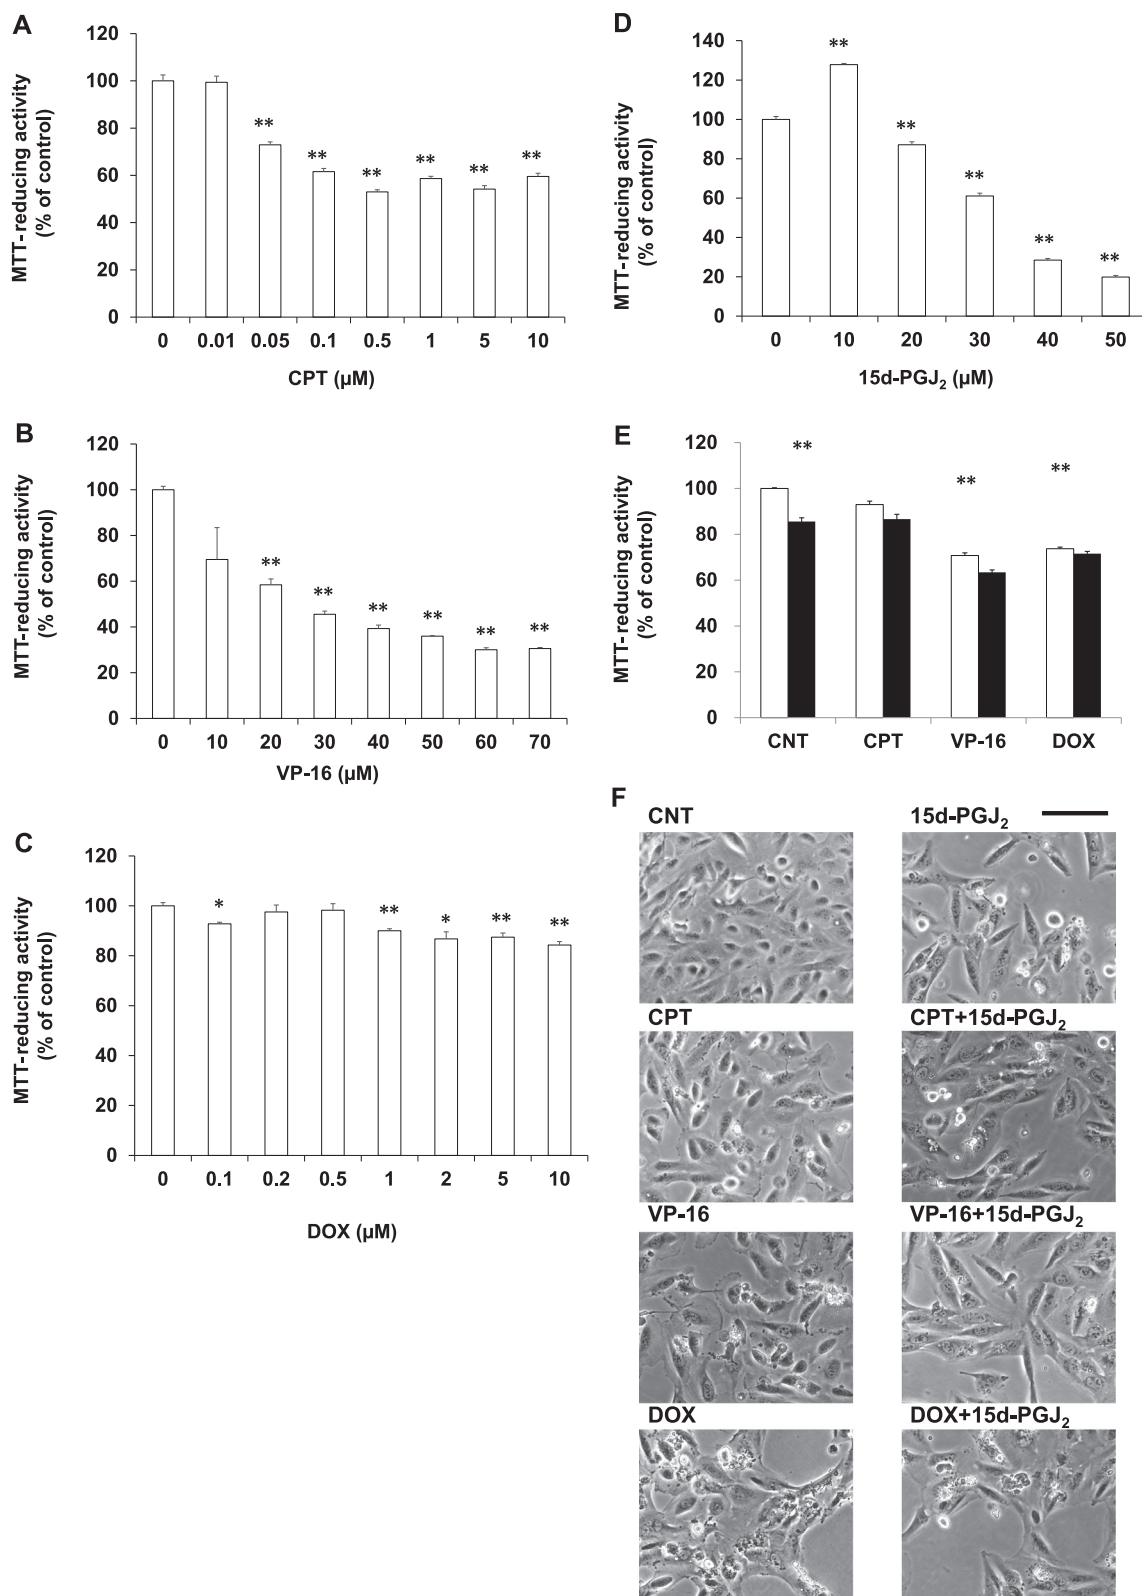 A
MTT-reducing activity
(% of control)
120
100
80
60
40
20
0
** ** ** ** ** **
0 0.01 0.05 0.1 0.5 1 5 10
CPT (µM)
B
MTT-reducing activity
(% of control)
120
100
80
60
40
20
0
** ** ** ** ** **
0 10 20 30 40 50 60 70
VP-16 (µM)
C
MTT-reducing activity
(% of control)
120
100
80
60
40
20
0
* ** * ** **
0 0.1 0.2 0.5 1 2 5 10
DOX (µM)
D
MTT-reducing activity
(% of control)
140
120
100
80
60
40
20
0
** ** ** ** **
0 10 20 30 40 50
15d-PGJ₂ (µM)
E
MTT-reducing activity
(% of control)
120
100
80
60
40
20
0
** ** **
CNT CPT VP-16 DOX
F
CNT 15d-PGJ₂
CPT CPT+15d-PGJ₂
VP-16 VP-16+15d-PGJ₂
DOX DOX+15d-PGJ₂